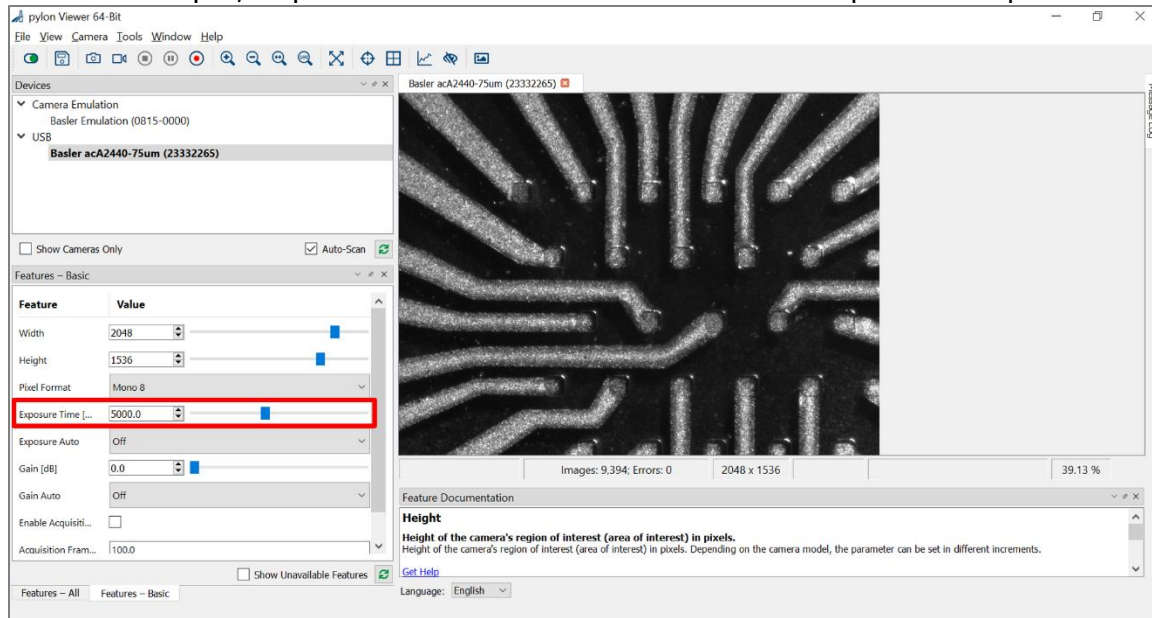 pylon Viewer 64-Bit
File View Camera Tools Window Help
Devices
Camera Emulation
Basler Emulation (0815-0000)
USB
Basler acA2440-75um (23332265)
Show Cameras Only Auto-Scan
Features – Basic
Feature Value
Width 2048
Height 1536
Pixel Format Mono 8
Exposure Time [... 5000.0
Exposure Auto Off
Gain [dB] 0.0
Gain Auto Off
Enable Acquisiti...
Acquisition Fram... 100.0
Show Unavailable Features
Features – All Features – Basic
Basler acA2440-75um (23332265)
Message Log
Images: 9,394; Errors: 0 2048 x 1536 39.13 %
Feature Documentation
Height
Height of the camera's region of interest (area of interest) in pixels.
Height of the camera's region of interest (area of interest) in pixels. Depending on the camera model, the parameter can be set in different increments.
Get Help
Language: English